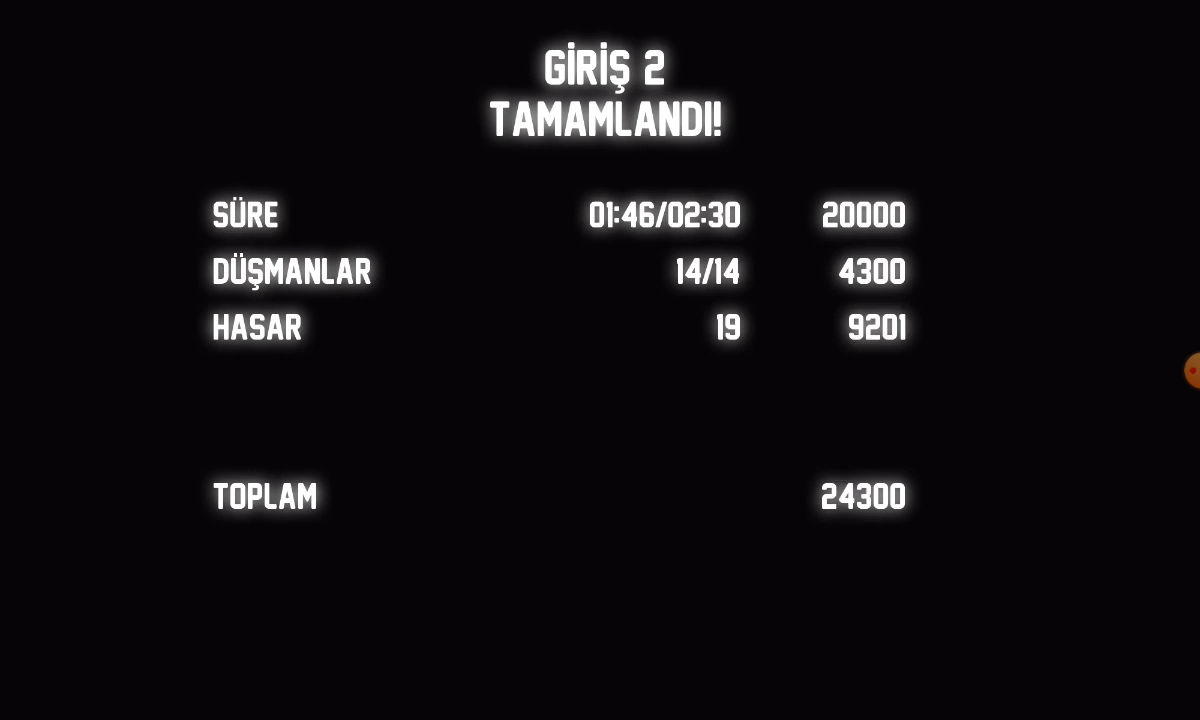 GİRİŞ 2
TAMAMLANDI!
SÜRE 01:46/02:30 20000
DÜŞMANLAR 14/14 4300
HASAR 19 9201
TOPLAM 24300